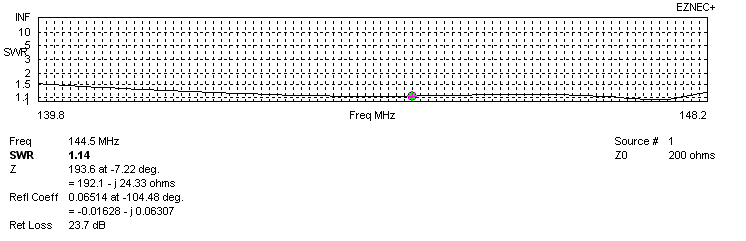 EZNEC+
INF
10
5
SWR
3
2
1.5
1.1
139.8 Freq MHz 148.2
Freq 144.5 MHz Source # 1
SWR 1.14 Z0 200 ohms
Z 193.6 at -7.22 deg.
= 192.1 - j 24.33 ohms
Refl Coeff 0.06514 at -104.48 deg.
= -0.01628 - j 0.06307
Ret Loss 23.7 dB